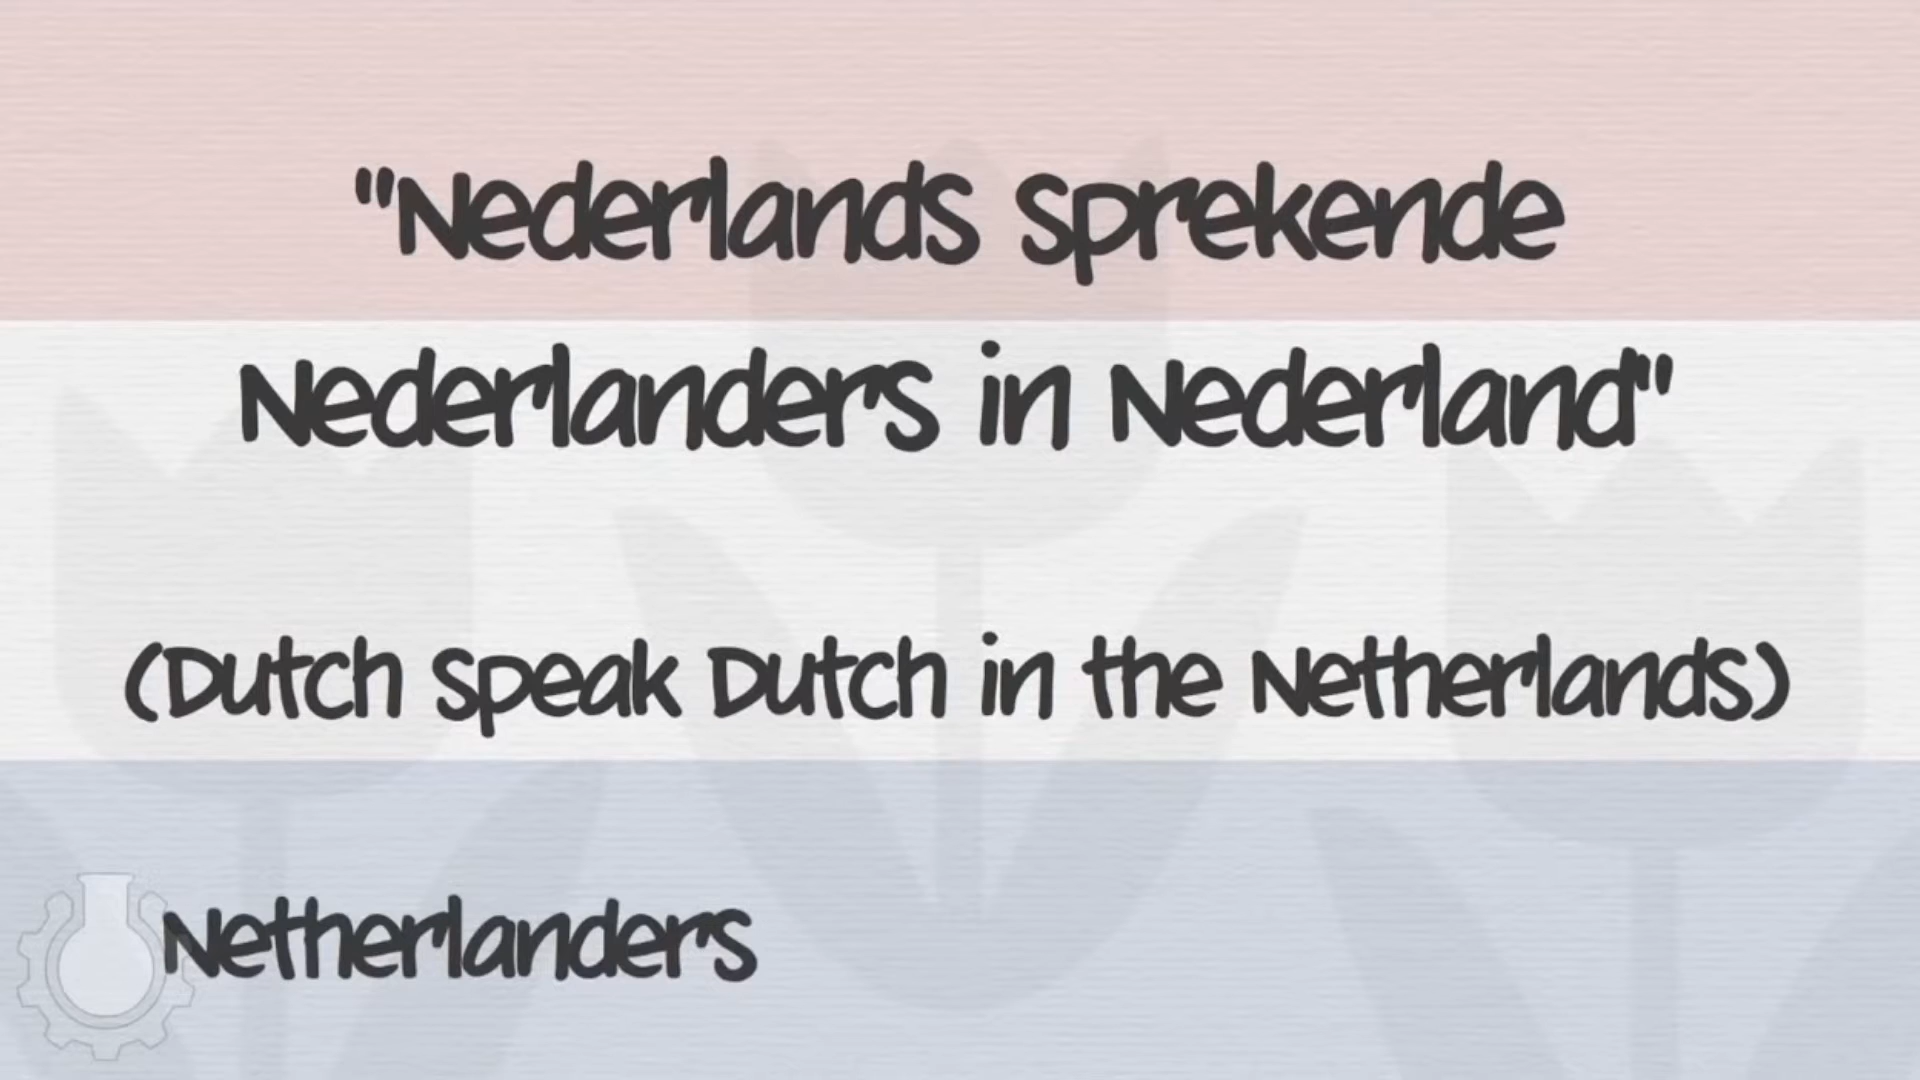 "Nederlands sprekende
Nederlanders in Nederland"
(Dutch speak Dutch in the Netherlands)
Netherlanders